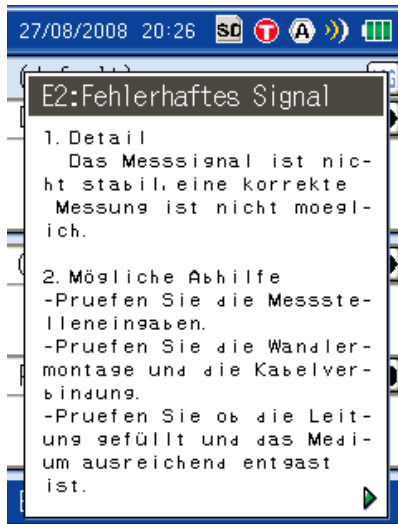 27/08/2008 20:26 SD T A
E2:Fehlerhaftes Signal
1. Detail
Das Messsignal ist nic-
ht stabil, eine korrekte
Messung ist nicht moegl-
ich.
2. Mögliche Abhilfe
-Pruefen Sie die Messste-
lleneingaben.
-Pruefen Sie die Wandler-
montage und die Kabelver-
bindung.
-Pruefen Sie ob die Leit-
ung gefüllt und das Medi-
um ausreichend entgast
ist.